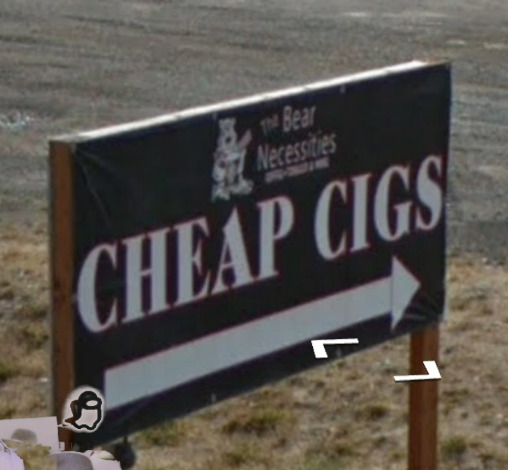 The Bear
Necessities
CHEAP CIGS